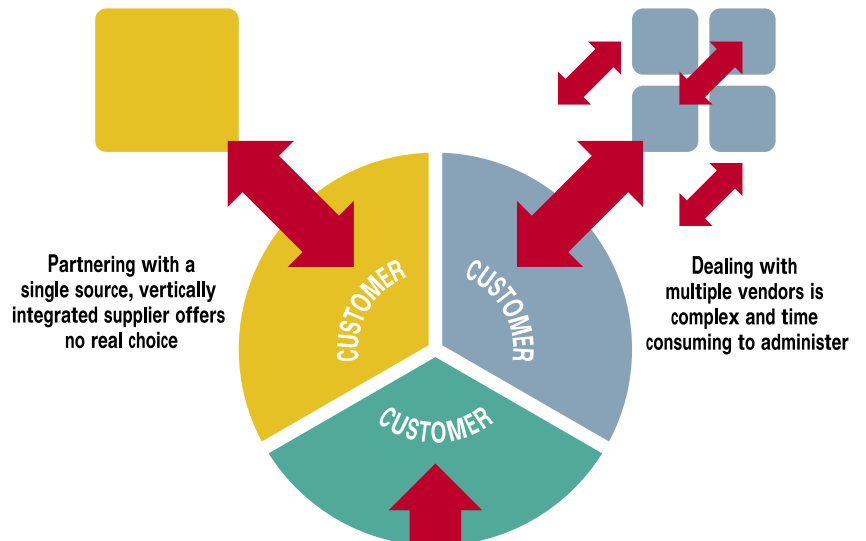 Partnering with a
single source, vertically
integrated supplier offers
no real choice
CUSTOMER
CUSTOMER
Dealing with
multiple vendors is
complex and time
consuming to administer
CUSTOMER